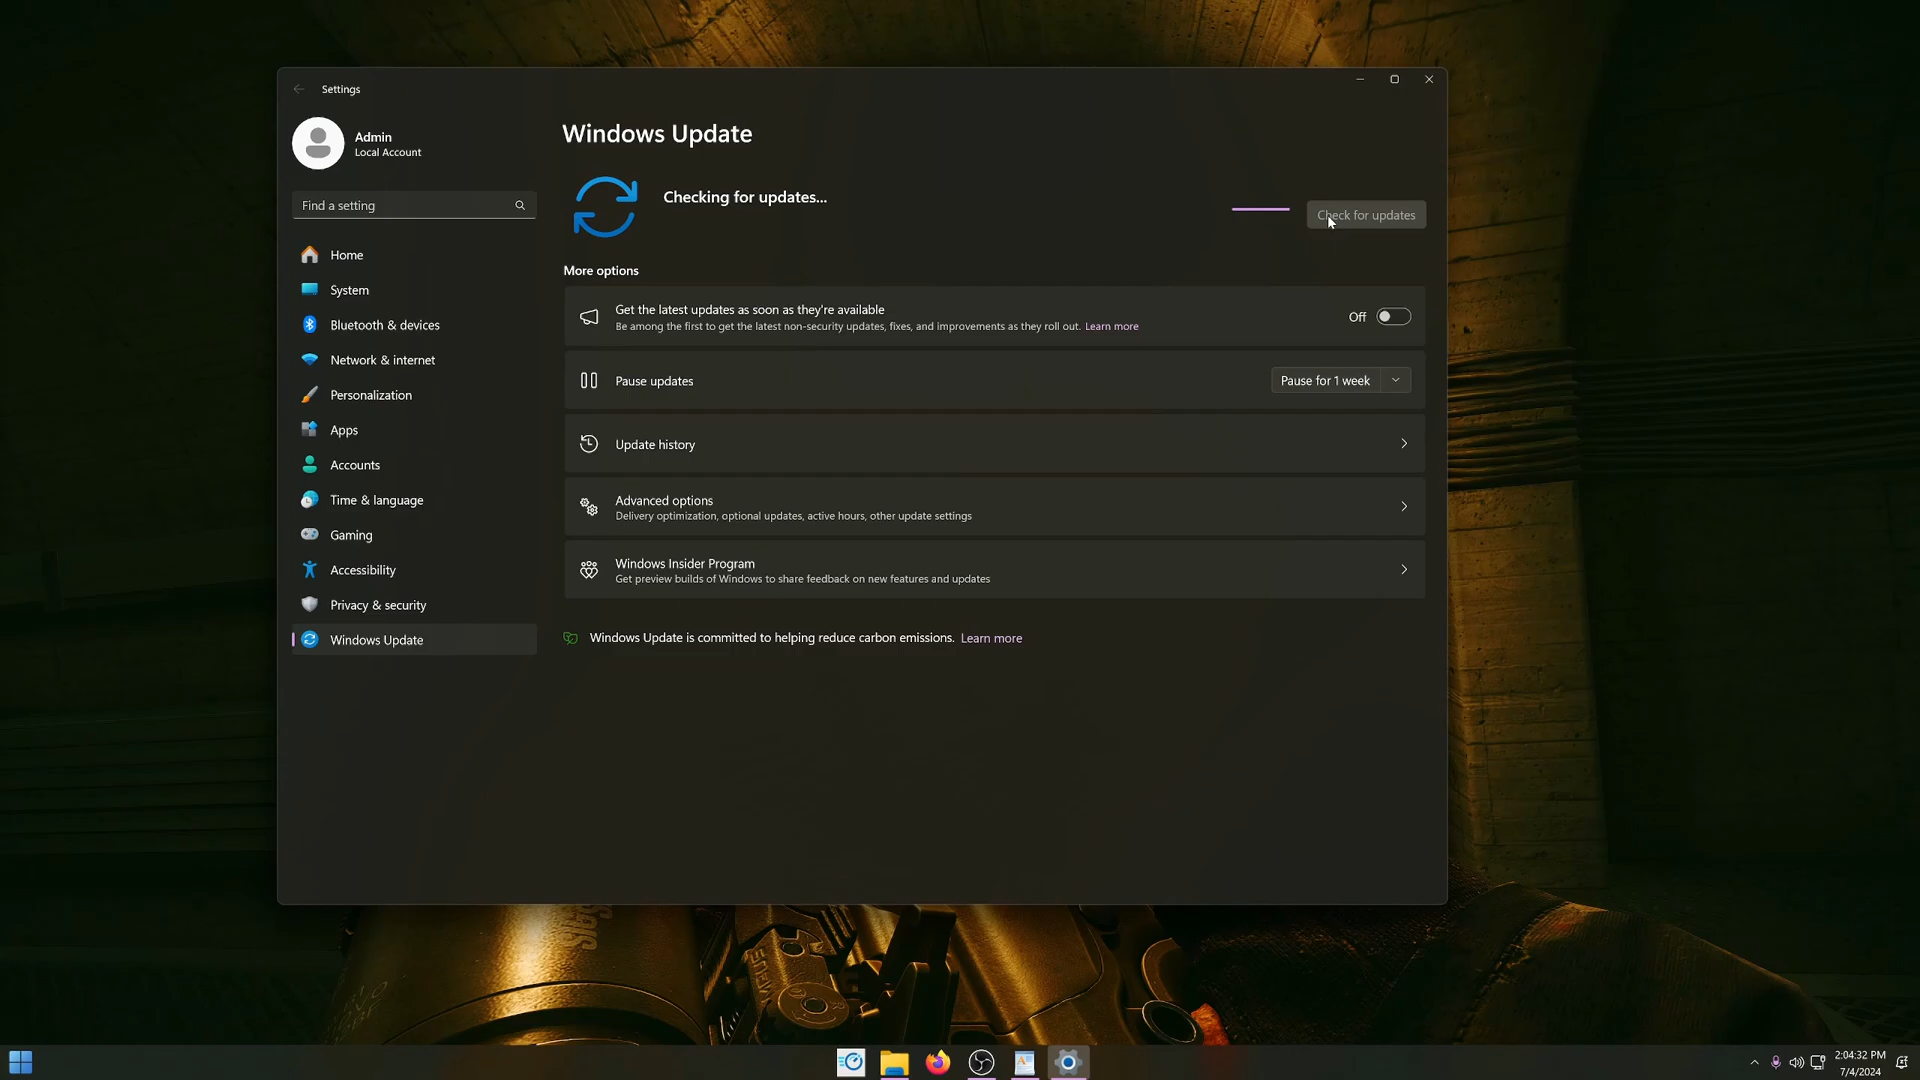 Settings
Admin
Local Account
Find a setting
Home
System
Bluetooth & devices
Network & internet
Personalization
Apps
Accounts
Time & language
Gaming
Accessibility
Privacy & security
Windows Update
Windows Update
Checking for updates...
Check for updates
More options
Get the latest updates as soon as they're available
Be among the first to get the latest non-security updates, fixes, and improvements as they roll out. Learn more
Off
Pause updates
Pause for 1 week
Update history
Advanced options
Delivery optimization, optional updates, active hours, other update settings
Windows Insider Program
Get preview builds of Windows to share feedback on new features and updates
Windows Update is committed to helping reduce carbon emissions. Learn more
2:04:32 PM
7/4/2024